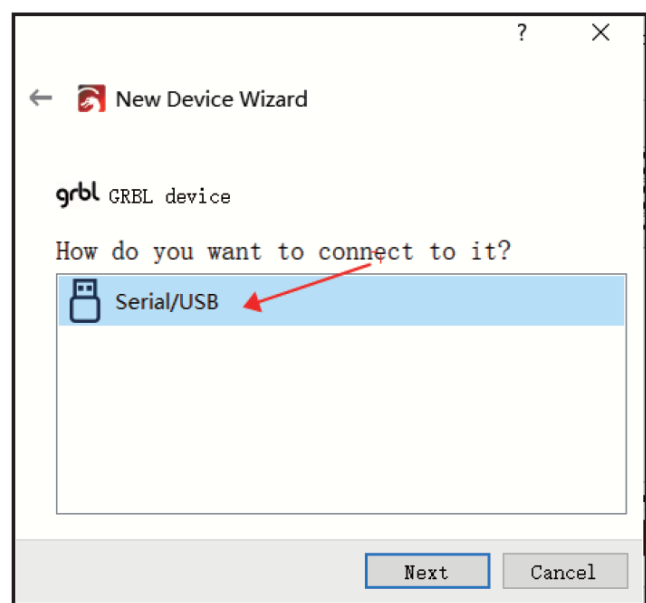 ?
New Device Wizard
grbl GRBL device
How do you want to connect to it?
Serial/USB
Next Cancel